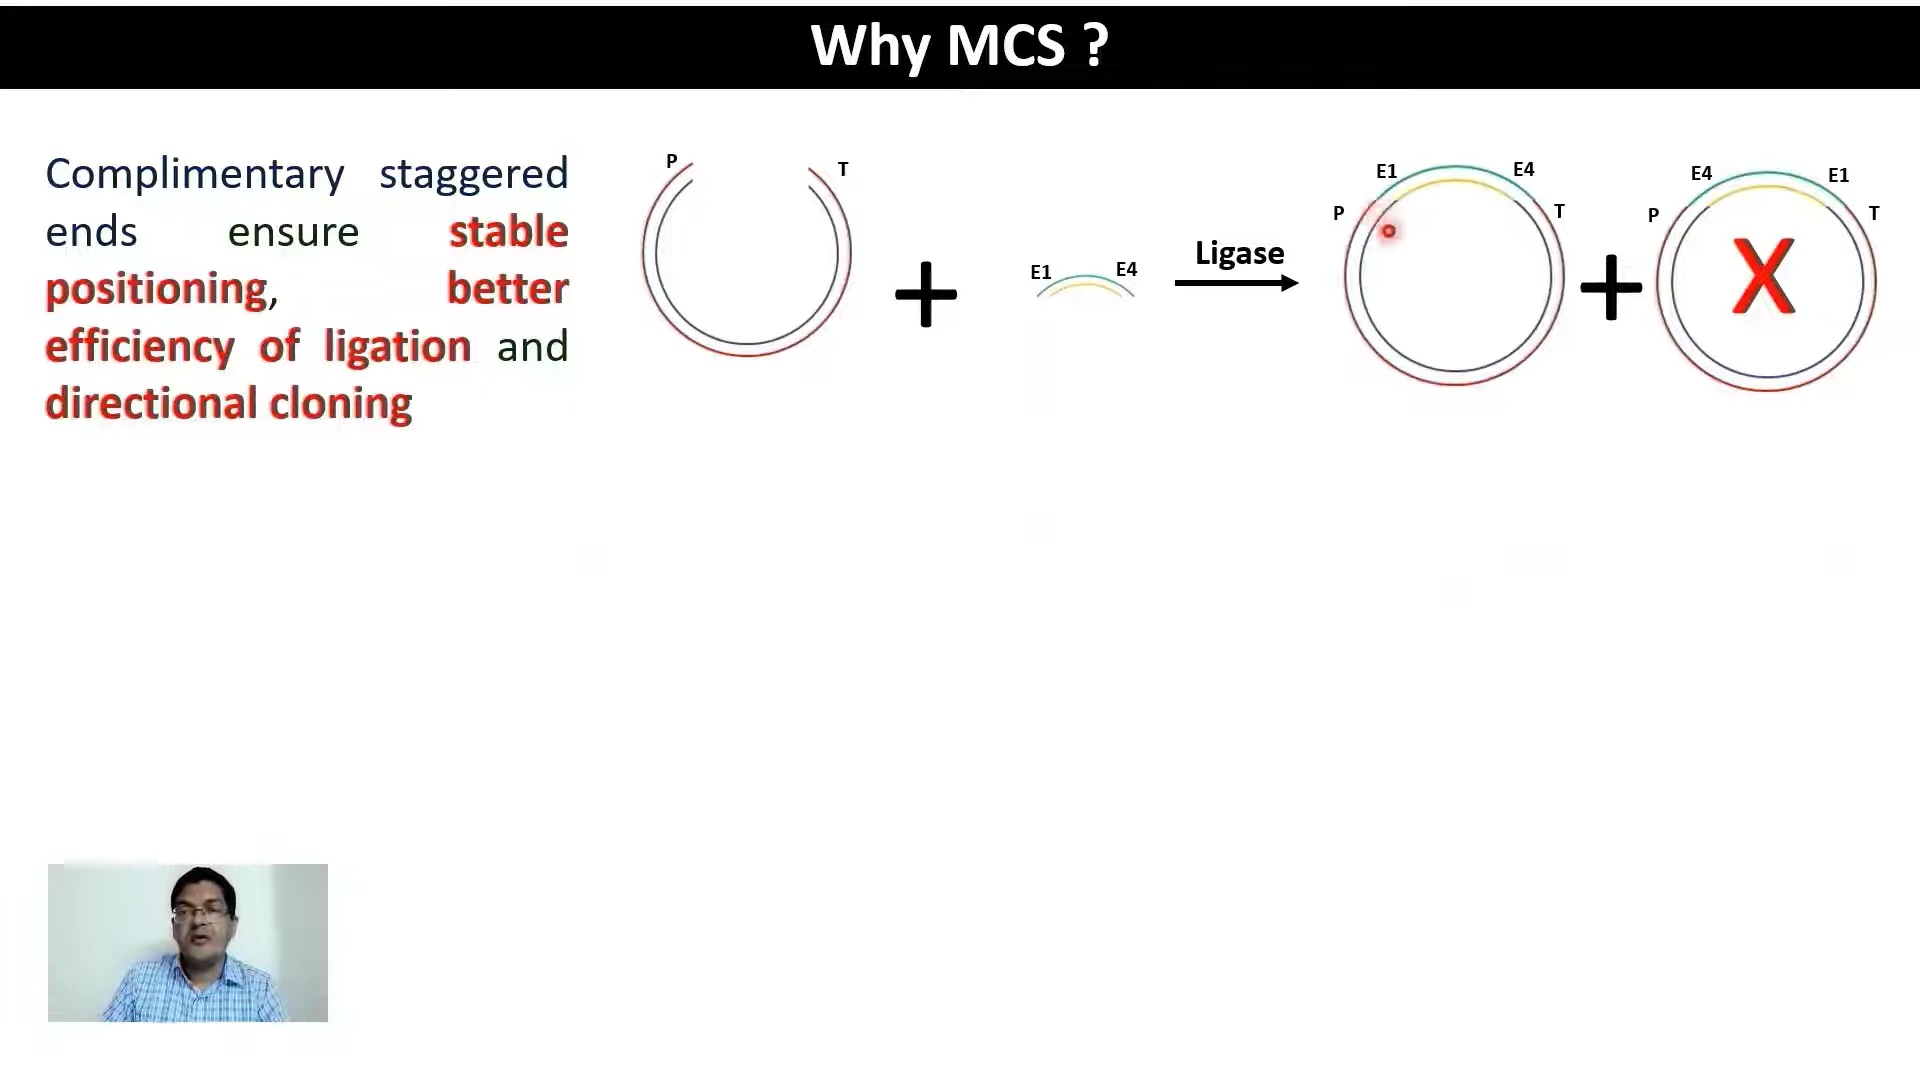 Why MCS ?
Complimentary staggered
ends ensure stable
positioning, better
efficiency of ligation and
directional cloning
P
T
E1
E4
Ligase
E1
E4
P
T
E4
E1
P
T
X